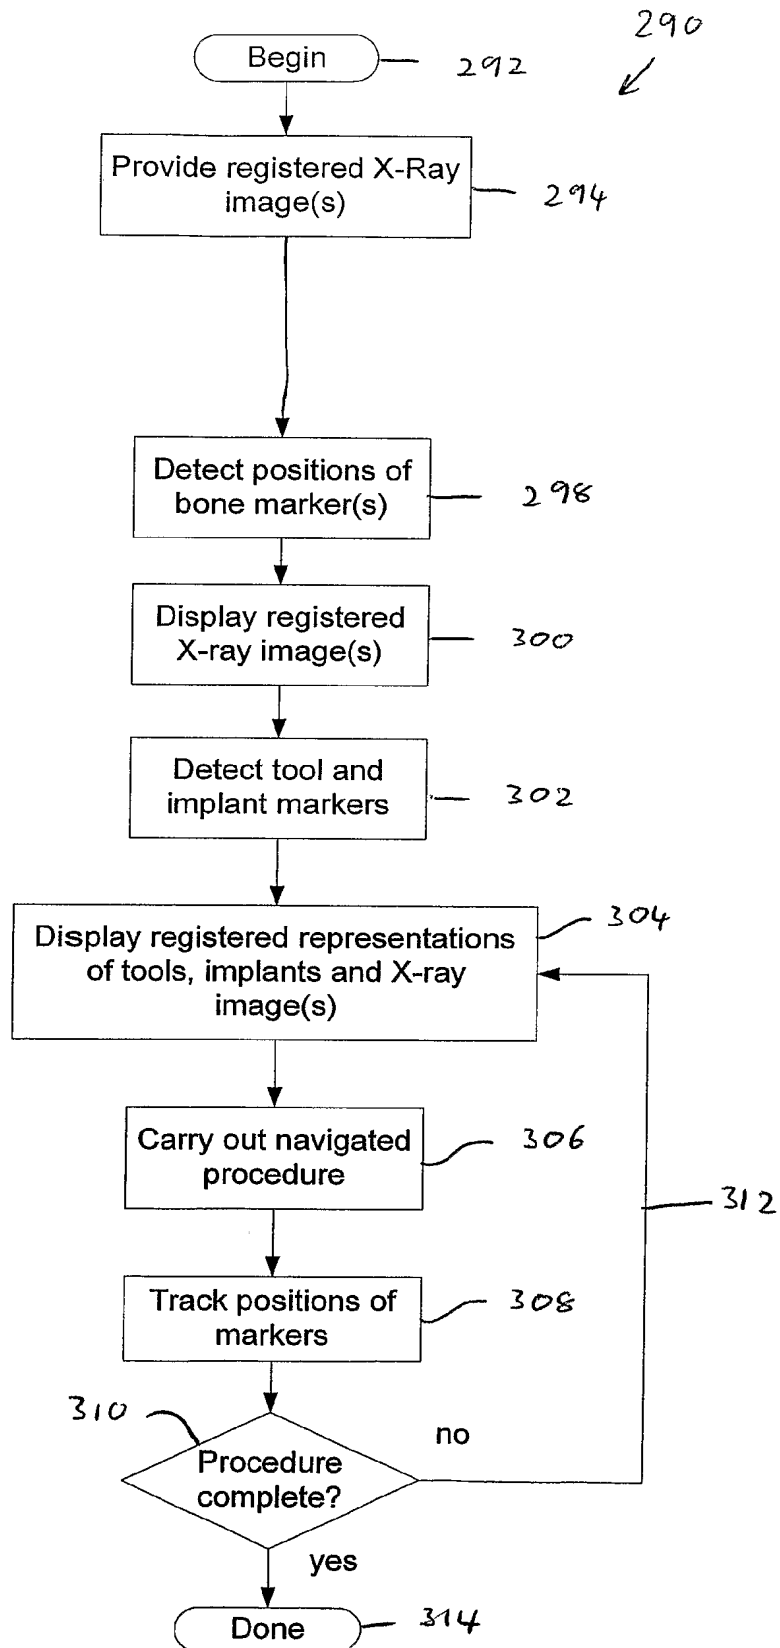 290
Begin
292
Provide registered X-Ray
image(s)
294
Detect positions of
bone marker(s)
298
Display registered
X-ray image(s)
300
Detect tool and
implant markers
302
Display registered representations
of tools, implants and X-ray
image(s)
304
Carry out navigated
procedure
306
312
Track positions of
markers
308
310
Procedure
complete?
no
yes
Done
314